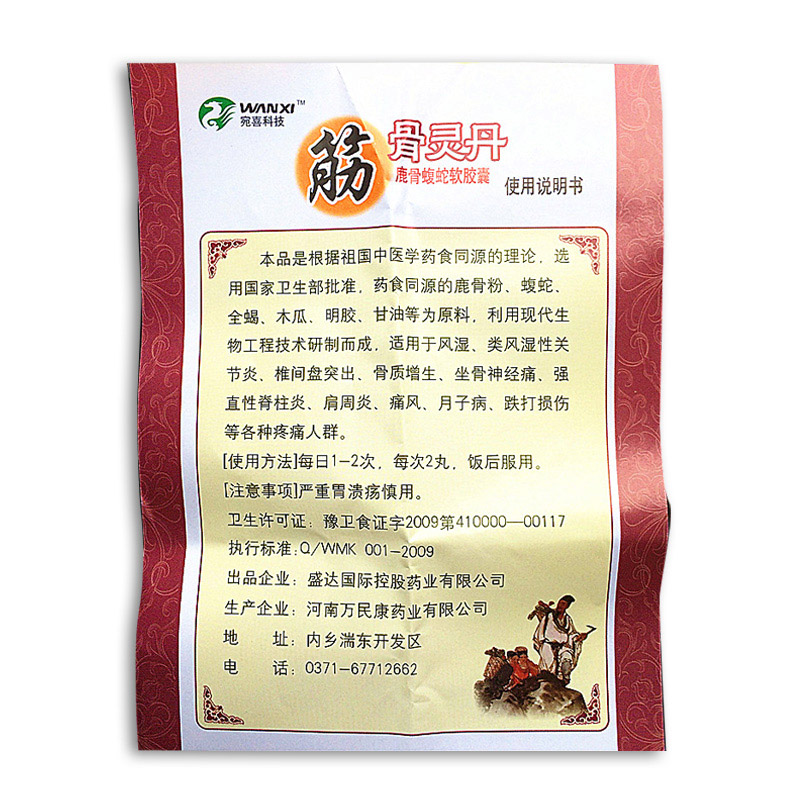 WANXI™
宛喜科技
筋骨灵丹
鹿骨蝮蛇软胶囊
使用说明书
本品是根据祖国中医学药食同源的理论，选
用国家卫生部批准，药食同源的鹿骨粉、蝮蛇、
全蝎、木瓜、明胶、甘油等为原料，利用现代生
物工程技术研制而成，适用于风湿、类风湿性关
节炎、椎间盘突出、骨质增生、坐骨神经痛、强
直性脊柱炎、肩周炎、痛风、月子病、跌打损伤
等各种疼痛人群。
[使用方法]每日1-2次，每次2丸，饭后服用。
[注意事项]严重胃溃疡慎用。
卫生许可证：豫卫食证字2009第410000—00117
执行标准:Q/WMK 001-2009
出品企业：盛达国际控股药业有限公司
生产企业：河南万民康药业有限公司
地 址：内乡湍东开发区
电 话：0371-67712662